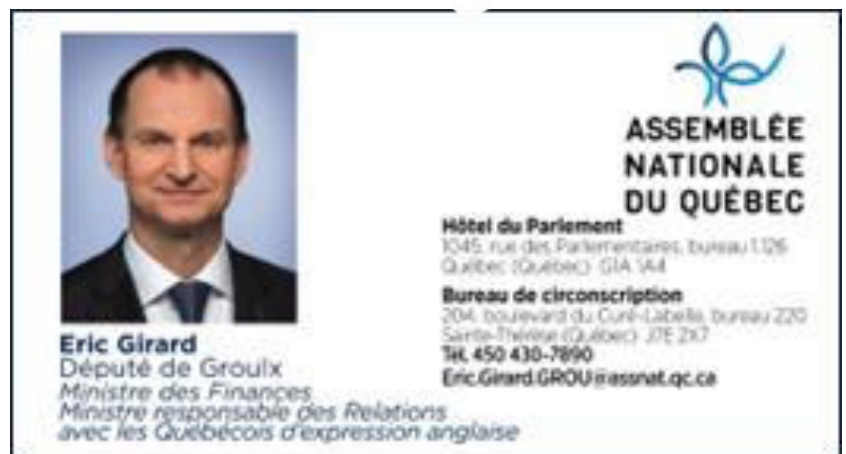 ASSEMBLÉE
NATIONALE
DU QUÉBEC
Hôtel du Parlement
1045, rue des Parlementaires, bureau 1.126
Québec (Québec) G1A 1A4
Bureau de circonscription
204, boulevard du Curé-Labelle, bureau 220
Sainte-Thérèse (Québec) J7E 2X7
Tél. 450 430-7890
Eric.Girard.GROU@assnat.qc.ca
Eric Girard
Député de Groulx
Ministre des Finances
Ministre responsable des Relations
avec les Québécois d'expression anglaise